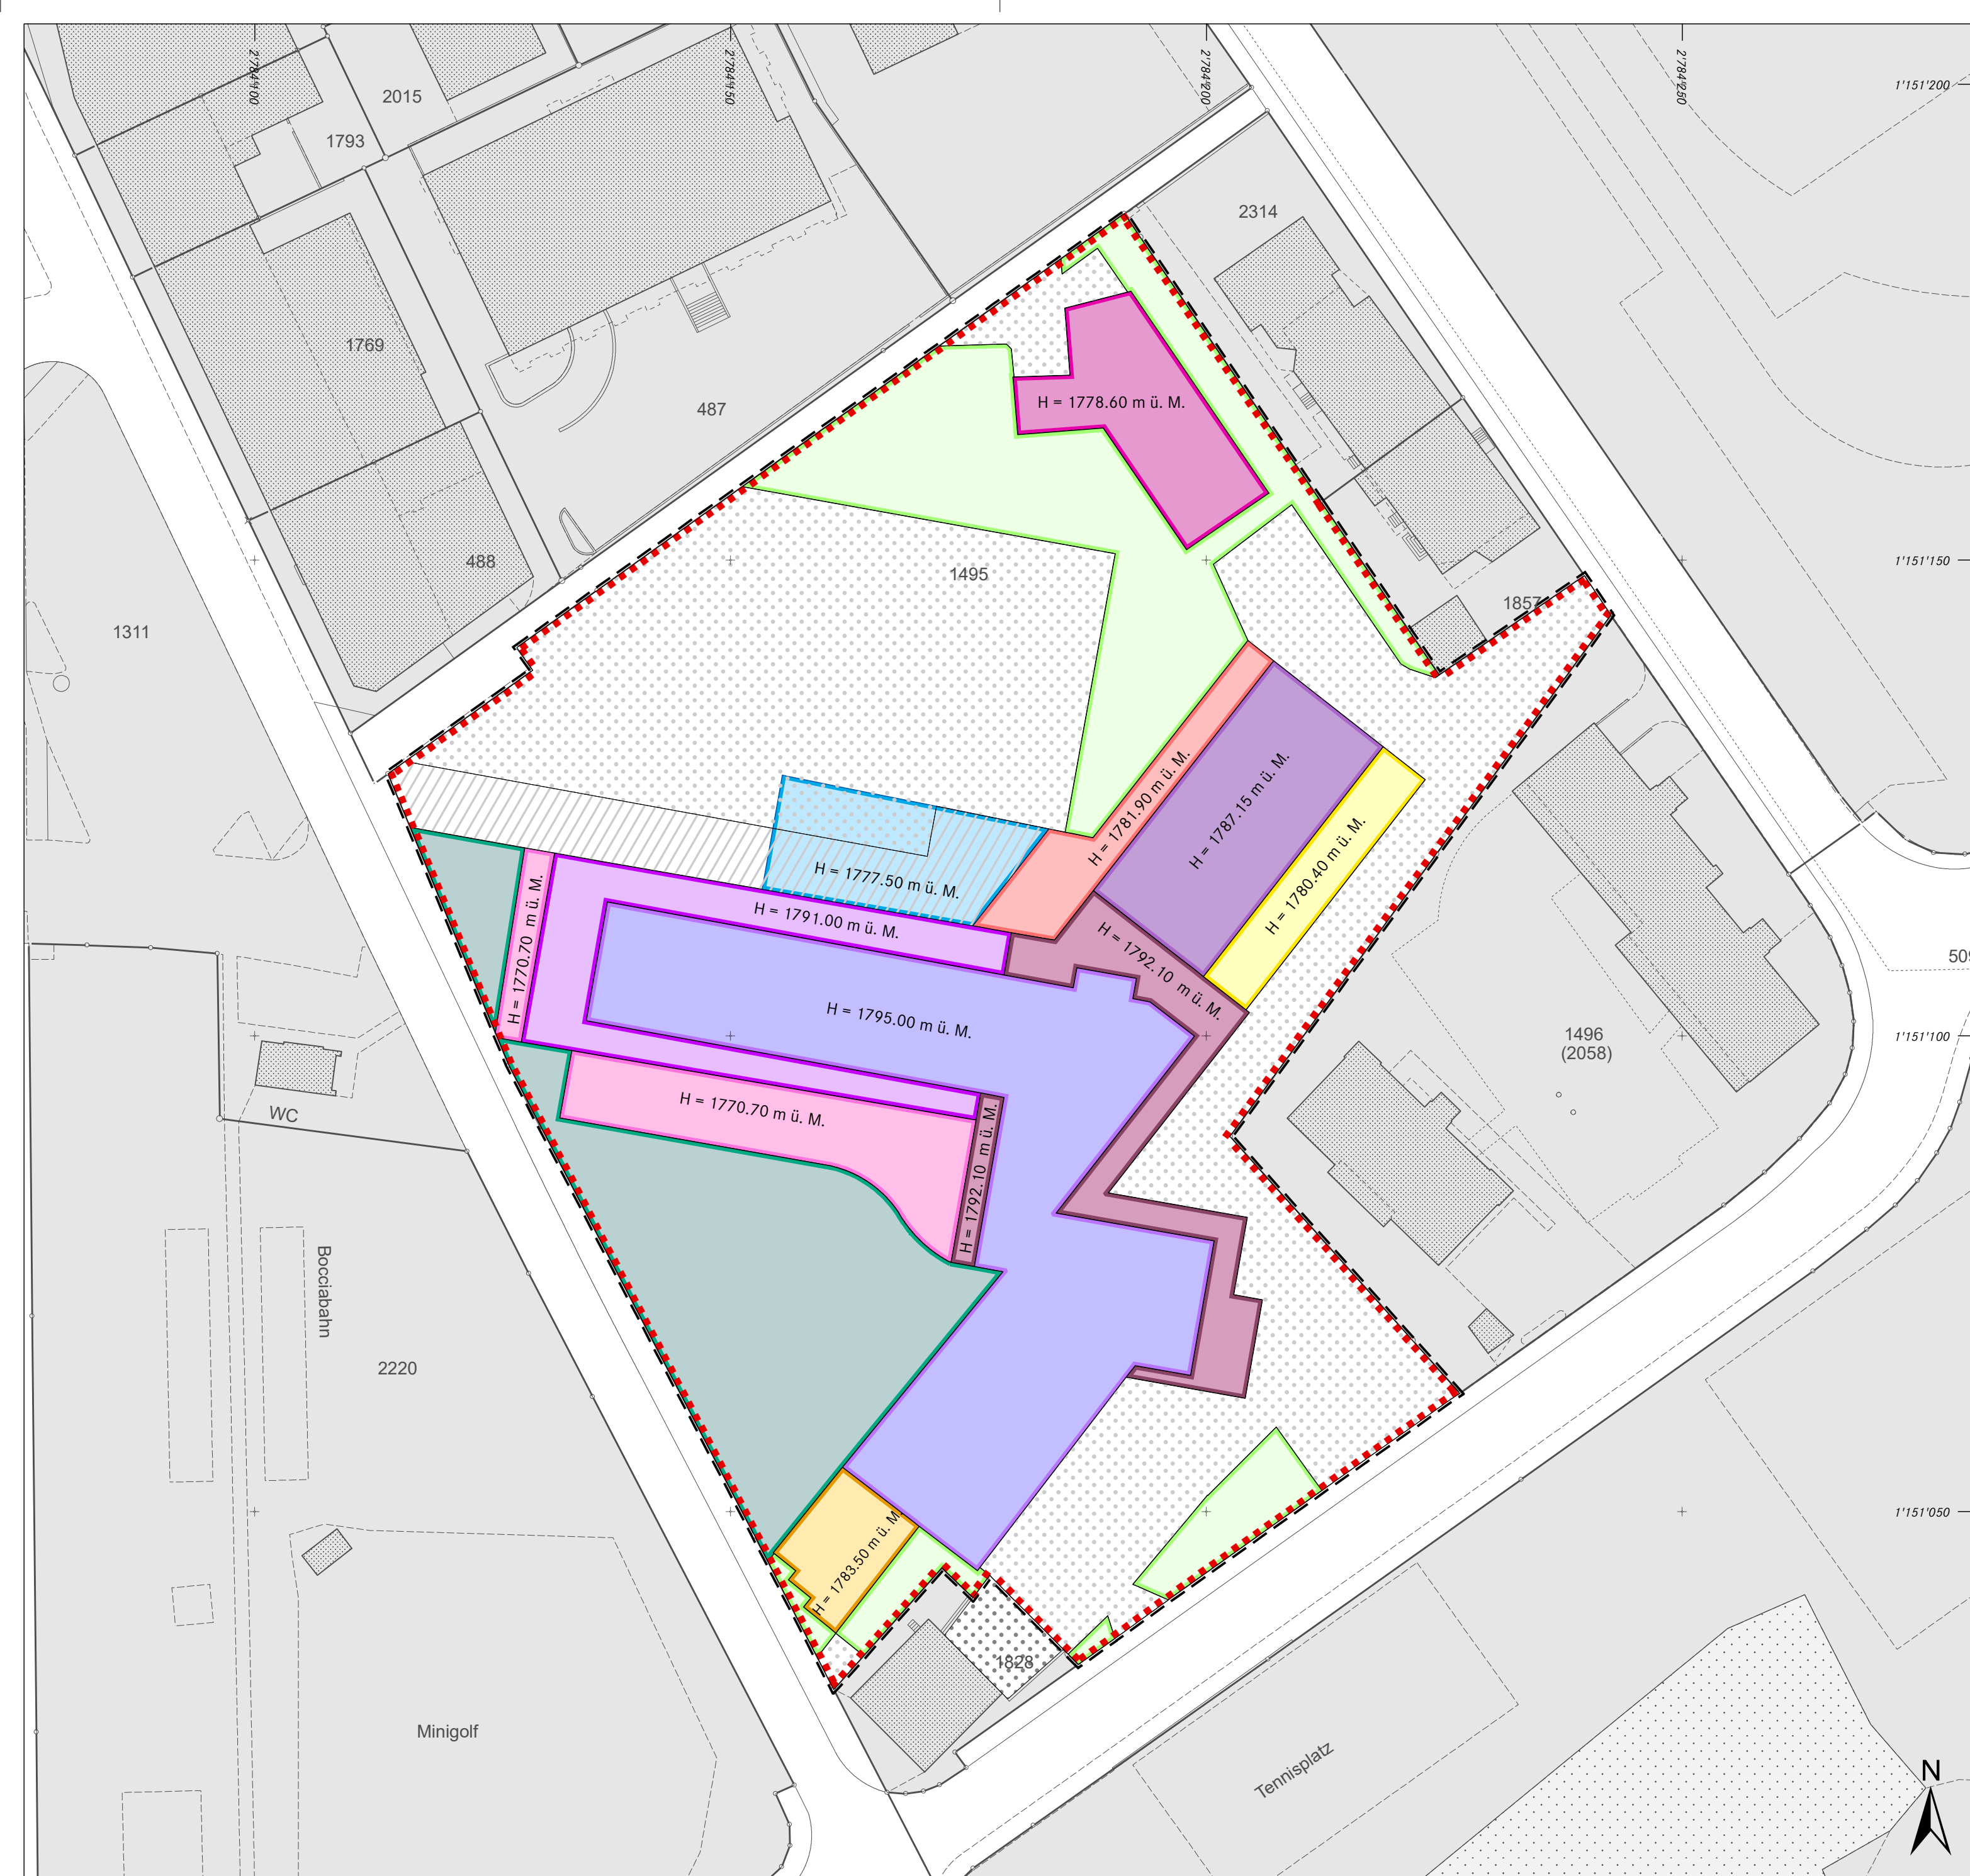 2'784'100
2'784'150
2'784'200
2'784'250
1'151'200
2015
1793
2314
1769
H = 1778.60 m ü. M.
487
488
1495
1'151'150
1311
1857
H = 1781.90 m ü. M.
H = 1787.15 m ü. M.
H = 1780.40 m ü. M.
H = 1777.50 m ü. M.
H = 1791.00 m ü. M.
H = 1770.70 m ü. M.
H = 1792.10 m ü. M.
H = 1795.00 m ü. M.
1496
(2058)
1'151'100
WC
H = 1770.70 m ü. M.
H = 1792.10 m ü. M.
Bocciabahn
2220
1'151'050
H = 1783.50 m ü. M.
1828
Minigolf
Tennisplatz
N